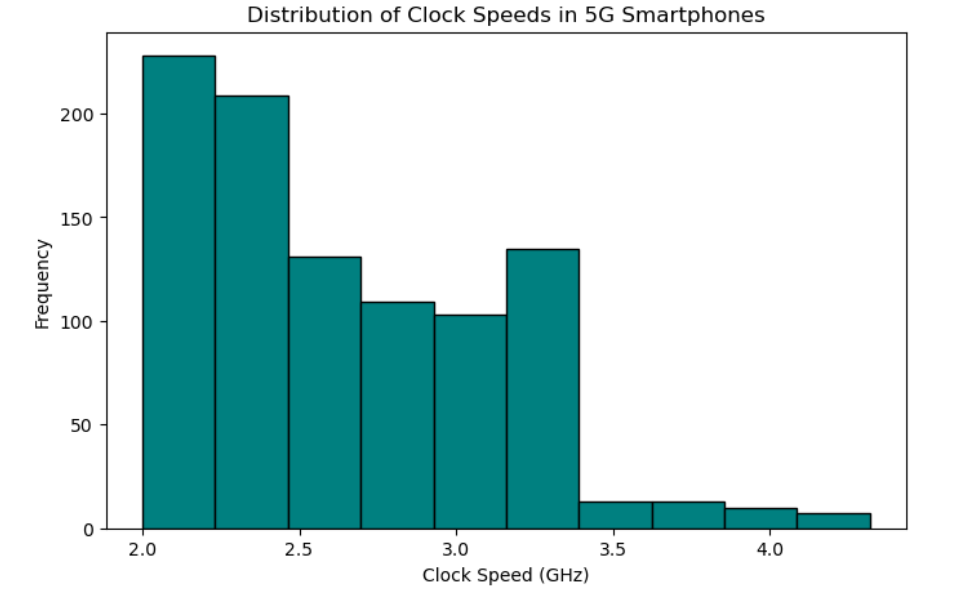 Distribution of Clock Speeds in 5G Smartphones
Frequency
200
150
100
50
0
2.0 2.5 3.0 3.5 4.0
Clock Speed (GHz)